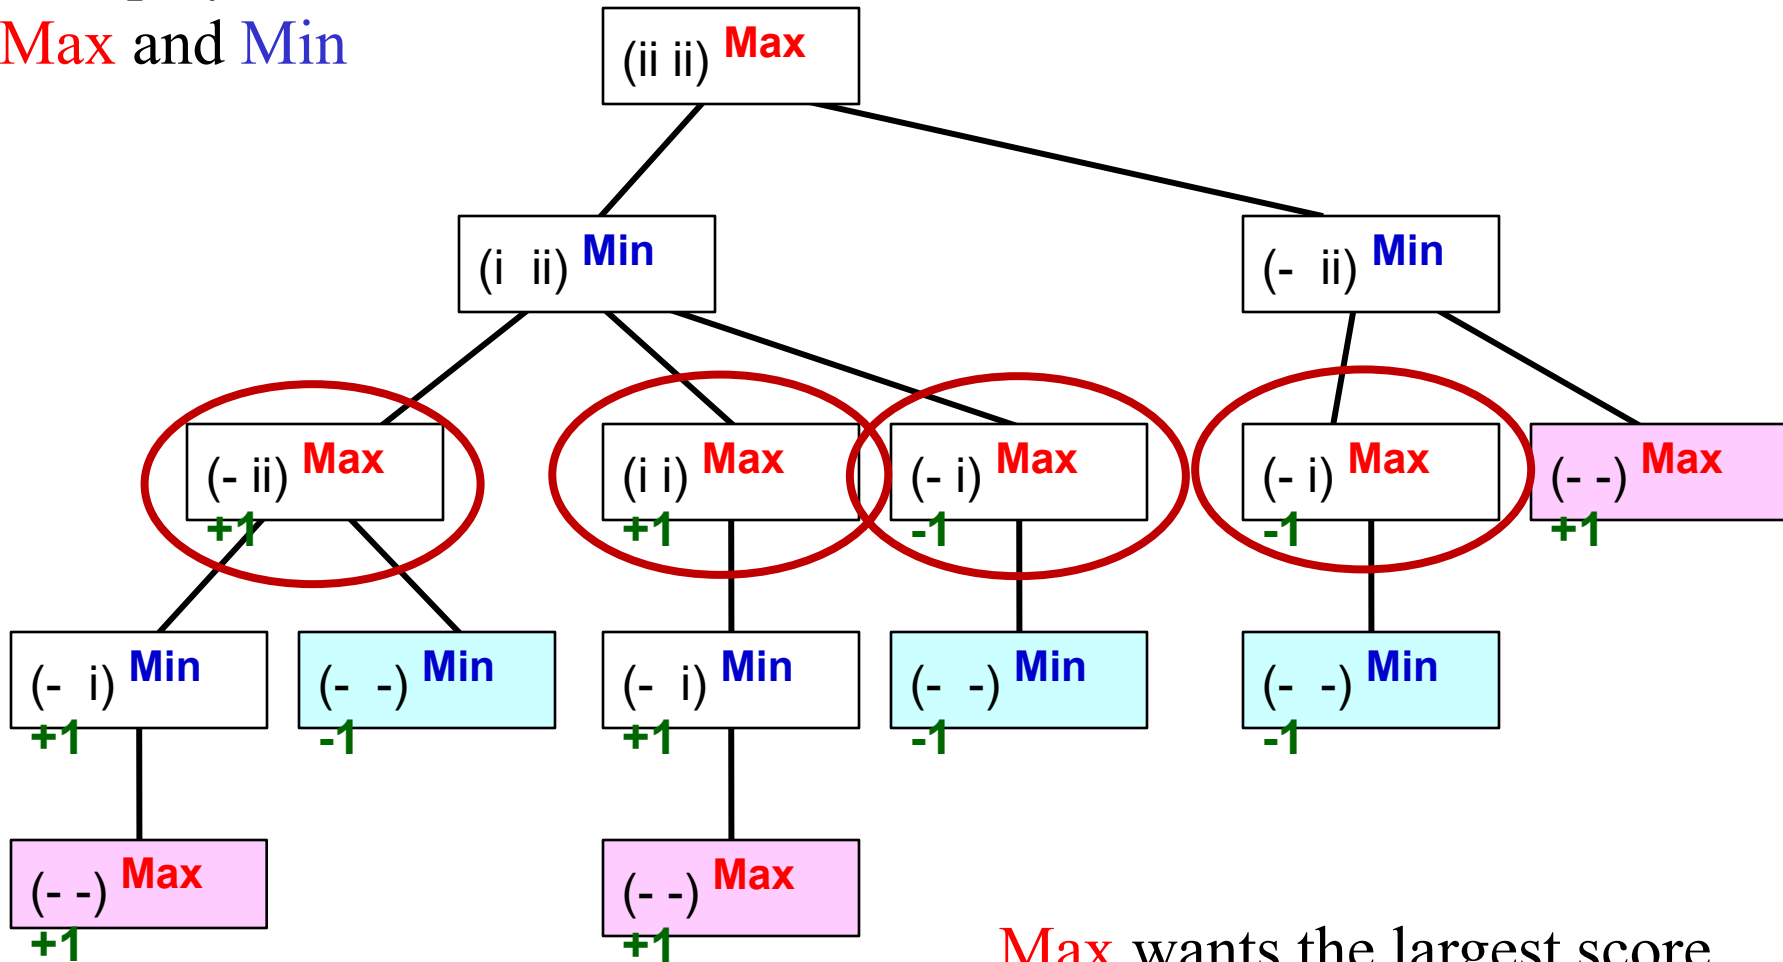 Max and Min
(ii ii) Max
(i ii) Min
(- ii) Min
(- ii) Max
+1
(i i) Max
+1
(- i) Max
-1
(- i) Max
-1
(- -) Max
+1
(- i) Min
+1
(- -) Min
-1
(- i) Min
+1
(- -) Min
-1
(- -) Min
-1
(- -) Max
+1
(- -) Max
+1
Max wants the largest score